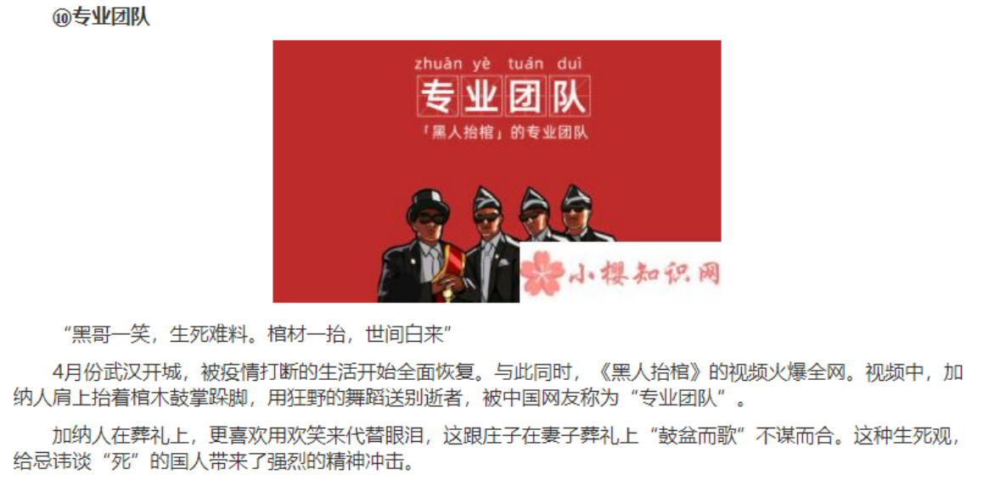 ⑩专业团队
zhuàn yè tuán duì
专业团队
「黑人抬棺」的专业团队
小樱知识网
“黑哥一笑，生死难料。棺材一抬，世间白来”
4月份武汉开城，被疫情打断的生活开始全面恢复。与此同时，《黑人抬棺》的视频火爆全网。视频中，加
纳人肩上抬着棺木鼓掌跺脚，用狂野的舞蹈送别逝者，被中国网友称为“专业团队”。
加纳人在葬礼上，更喜欢用欢笑来代替眼泪，这跟庄子在妻子葬礼上“鼓盆而歌”不谋而合。这种生死观，
给忌讳谈“死”的国人带来了强烈的精神冲击。